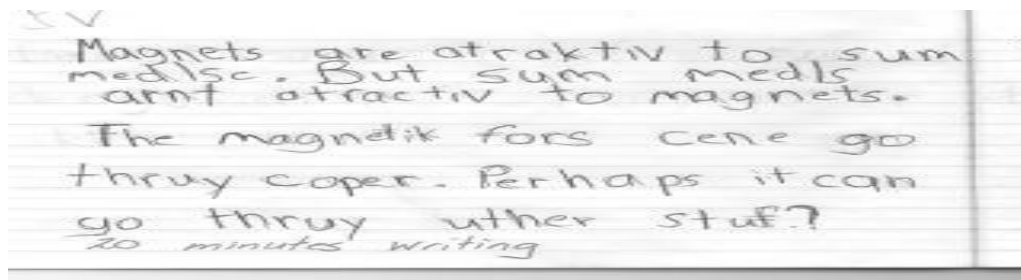 Magnets are atraktiv to sum
medlsc. But sum medls
arnt atractiv to magnets.
The magnetik fors cene go
thruy coper. Perhaps it can
go thruy uther stuf?
20 minutes writing